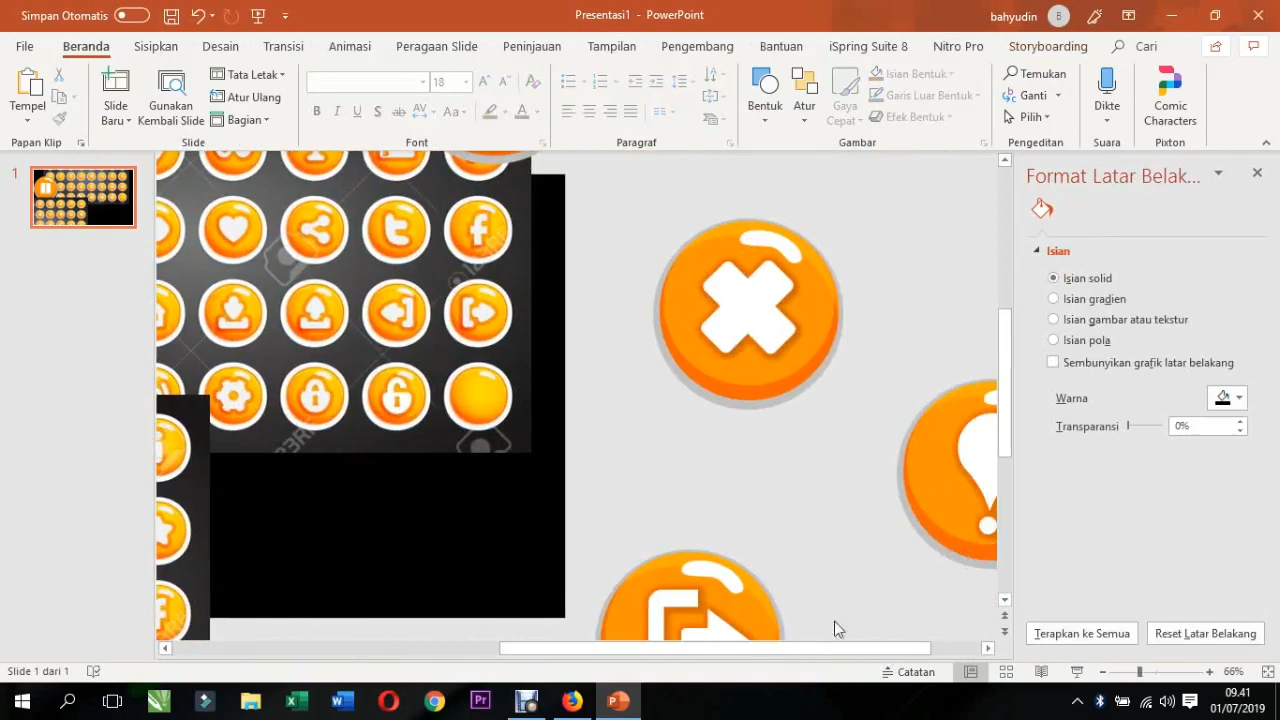 Simpan Otomatis
Presentasi1 - PowerPoint
bahyudin
B
File
Beranda
Sisipkan
Desain
Transisi
Animasi
Peragaan Slide
Peninjauan
Tampilan
Pengembang
Bantuan
iSpring Suite 8
Nitro Pro
Storyboarding
Cari
Tempel
Slide
Baru
Gunakan
Kembali Slide
Tata Letak
Atur Ulang
Bagian
18
Bentuk
Atur
Gaya
Cepat
Isian Bentuk
Garis Luar Bentuk
Efek Bentuk
Temukan
Ganti
Pilih
Dikte
Comic
Characters
Papan Klip
Slide
Font
Paragraf
Gambar
Pengeditan
Suara
Pixton
1
Format Latar Belak...
Isian
Isian solid
Isian gradien
Isian gambar atau tekstur
Isian pola
Sembunyikan grafik latar belakang
Warna
Transparansi
0%
Terapkan ke Semua
Reset Latar Belakang
Slide 1 dari 1
Catatan
66%
09.41
01/07/2019